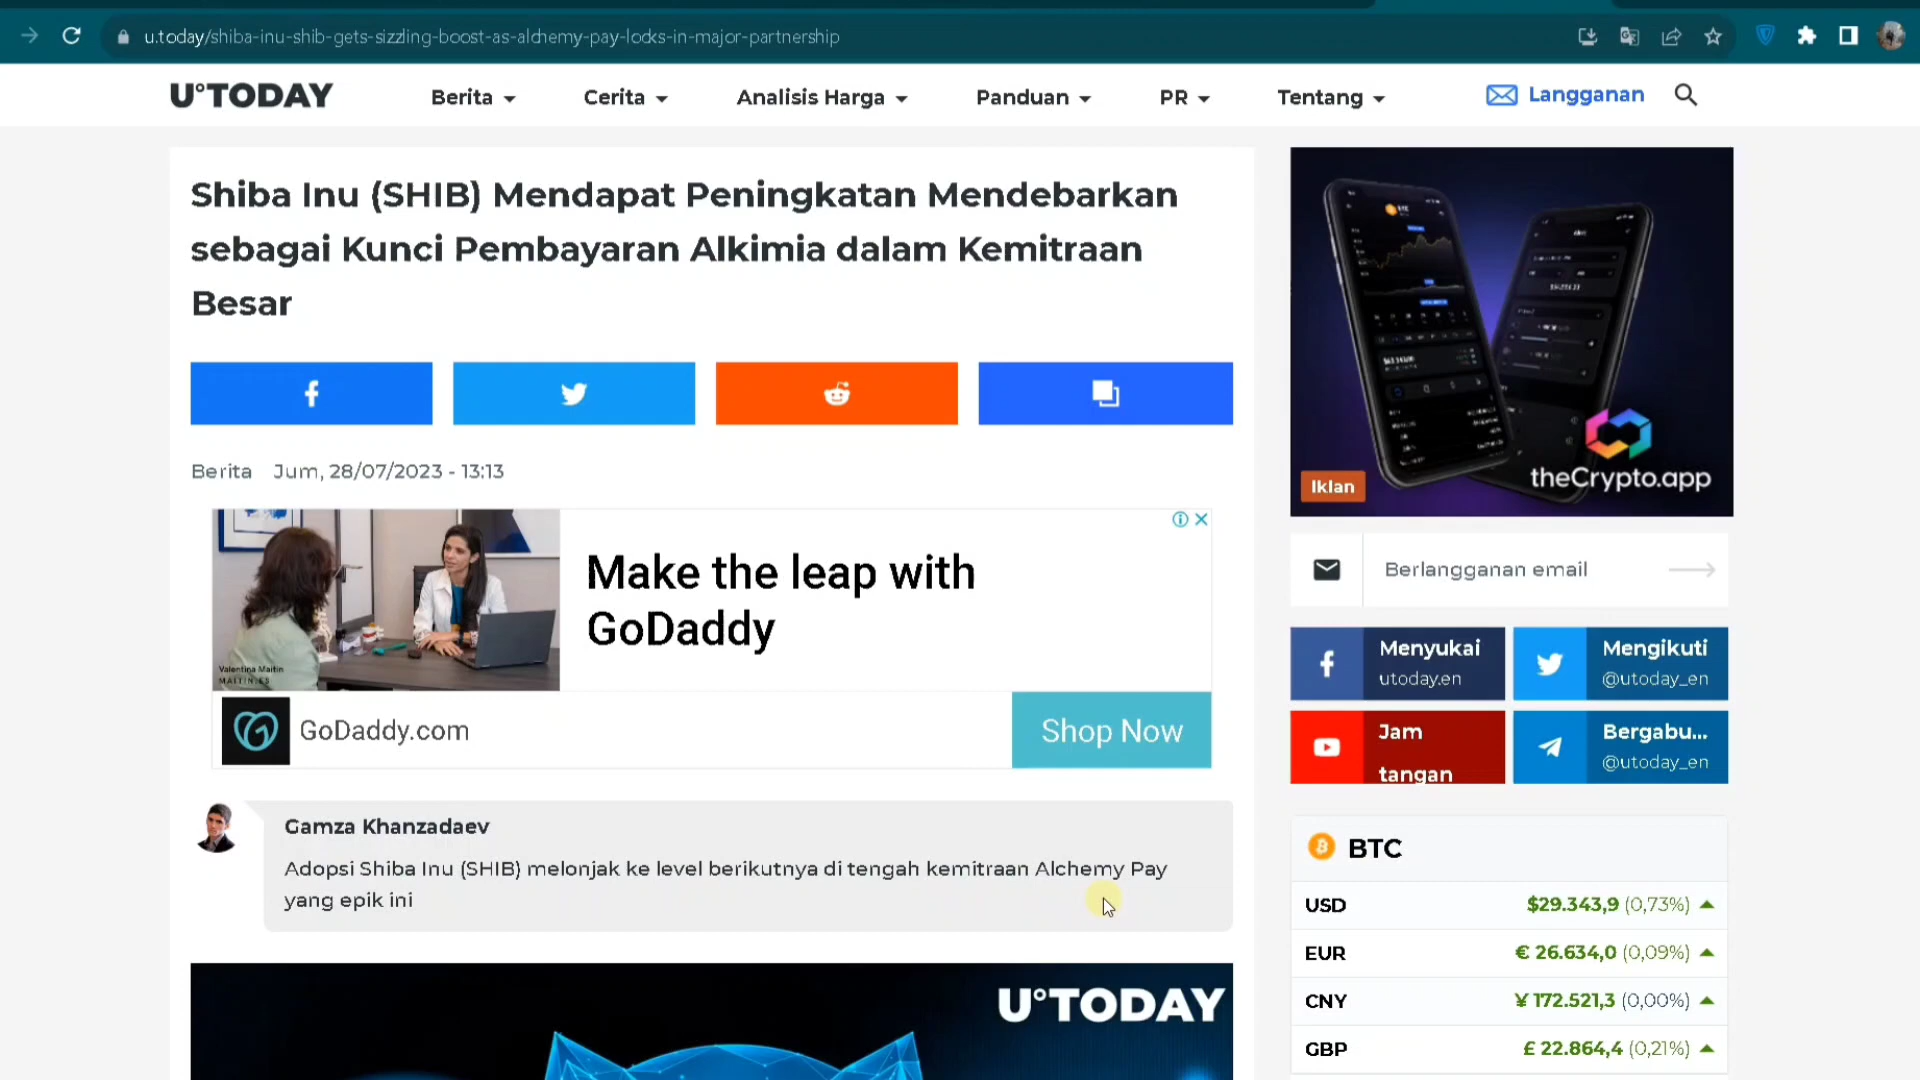 u.today/shiba-inu-shib-gets-sizzling-boost-as-alchemy-pay-locks-in-major-partnership
U°TODAY
Berita
Cerita
Analisis Harga
Panduan
PR
Tentang
Langganan
Shiba Inu (SHIB) Mendapat Peningkatan Mendebarkan
sebagai Kunci Pembayaran Alkimia dalam Kemitraan
Besar
Berita Jum, 28/07/2023 - 13:13
Make the leap with
GoDaddy
Valentina Maitin
MAITIN.ES
GoDaddy.com
Shop Now
Gamza Khanzadaev
Adopsi Shiba Inu (SHIB) melonjak ke level berikutnya di tengah kemitraan Alchemy Pay
yang epik ini
U°TODAY
BTC
Iklan
theCrypto.app
Berlangganan email
Menyukai
utoday.en
Mengikuti
@utoday_en
Jam
tangan
Bergabu...
@utoday_en
BTC
USD $29.343,9 (0,73%)
EUR € 26.634,0 (0,09%)
CNY ¥ 172.521,3 (0,00%)
GBP £ 22.864,4 (0,21%)